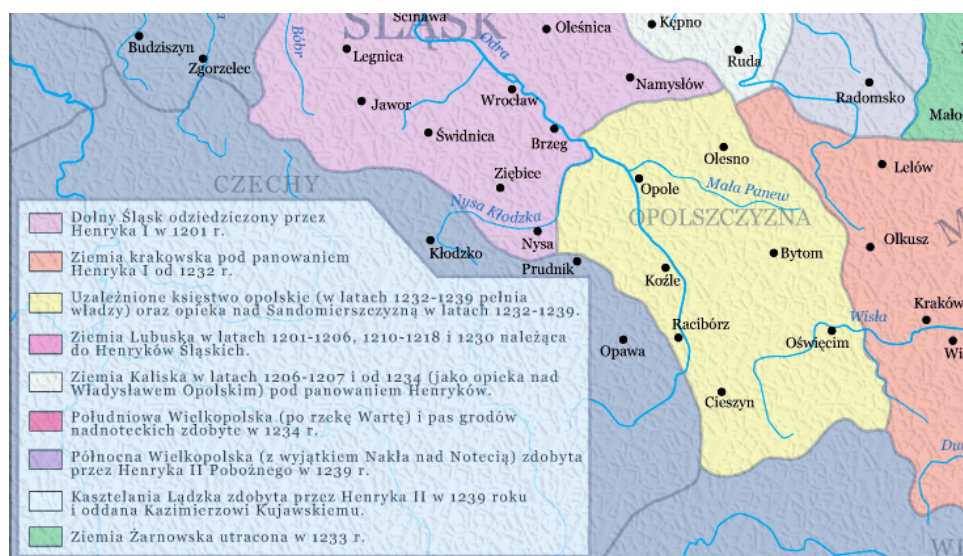 Ścinawa
ŚLĄSK
Oleśnica
Kępno
Budziszyn
Bóbr
Odra
Zgorzelec
Legnica
Ruda
Namysłów
Radomsko
Jawor
Wrocław
Świdnica
Brzeg
Olesno
Lelów
Ziębice
CZECHY
Opole
Mała Panew
Nysa Kłodzka
OPOLSZCZYZNA
Kłodzko
Nysa
Prudnik
Bytom
Olkusz
Koźle
Kraków
Wisła
Racibórz
Opawa
Oświęcim
Cieszyn
Dolny Śląsk odziedziczony przez
Henryka I w 1201 r.
Ziemia krakowska pod panowaniem
Henryka I od 1232 r.
Uzależnione księstwo opolskie (w latach 1232-1239 pełnia
władzy) oraz opieka nad Sandomierszczyzną w latach 1232-1239.
Ziemia Lubuska w latach 1201-1206, 1210-1218 i 1230 należąca
do Henryków Śląskich.
Ziemia Kaliska w latach 1206-1207 i od 1234 (jako opieka nad
Władysławem Opolskim) pod panowaniem Henryków.
Południowa Wielkopolska (po rzekę Wartę) i pas grodów
nadnoteckich zdobyte w 1234 r.
Północna Wielkopolska (z wyjątkiem Nakła nad Notecią) zdobyta
przez Henryka II Pobożnego w 1239 r.
Kasztelania Lądzka zdobyta przez Henryka II w 1239 roku
i oddana Kazimierzowi Kujawskiemu.
Ziemia Żarnowska utracona w 1233 r.